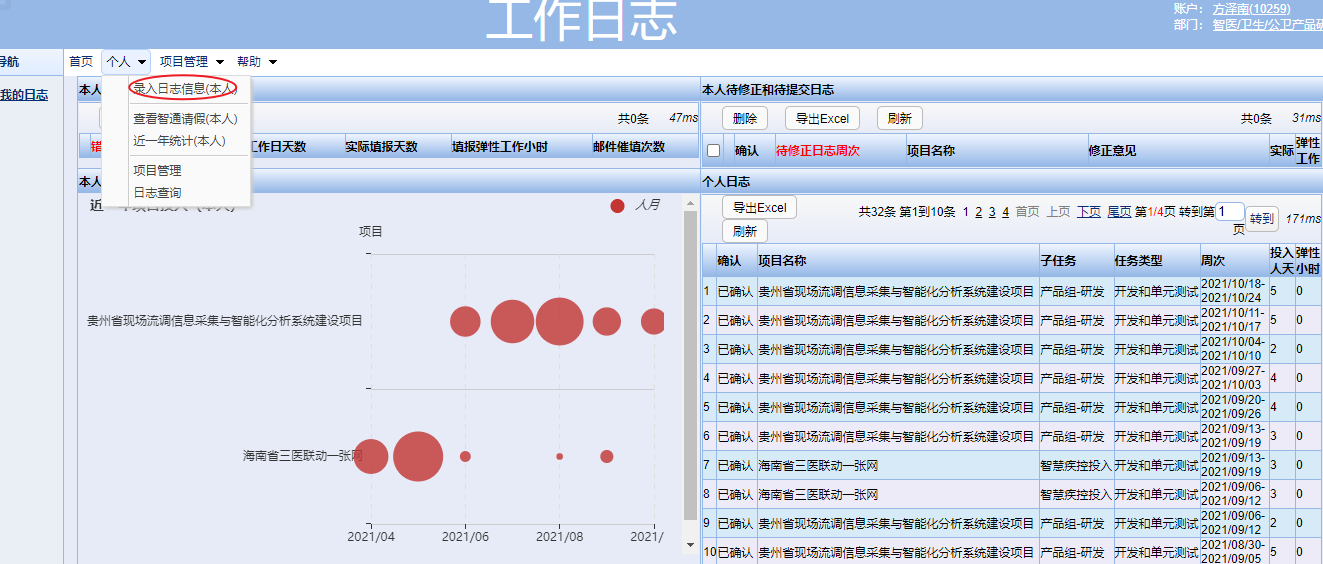 工作日志
账户： 方泽南(10259)
部门： 智医/卫生/公卫产品研
导航
首页 个人 项目管理 帮助
我的日志
录入日志信息(本人)
查看智通请假(本人)
近一年统计(本人)
项目管理
日志查询
本人
共0条 47ms
错 工作日天数 实际填报天数 填报弹性工作小时 邮件催填次数
本人
近一年项目投入（本人）
人月
项目
贵州省现场流调信息采集与智能化分析系统建设项目
海南省三医联动一张网
2021/04 2021/06 2021/08 2021/
本人待修正和待提交日志
删除 导出Excel 刷新 共0条 31ms
确认 待修正日志周次 项目名称 修正意见 实际 弹性工作
个人日志
导出Excel 共32条 第1到10条 1 2 3 4 首页 上页 下页 尾页 第1/4页 转到第1页 转到 171ms
刷新
确认 项目名称 子任务 任务类型 周次 投入人天 弹性小时
1 已确认 贵州省现场流调信息采集与智能化分析系统建设项目 产品组-研发 开发和单元测试 2021/10/18-2021/10/24 5 0
2 已确认 贵州省现场流调信息采集与智能化分析系统建设项目 产品组-研发 开发和单元测试 2021/10/11-2021/10/17 5 0
3 已确认 贵州省现场流调信息采集与智能化分析系统建设项目 产品组-研发 开发和单元测试 2021/10/04-2021/10/10 2 0
4 已确认 贵州省现场流调信息采集与智能化分析系统建设项目 产品组-研发 开发和单元测试 2021/09/27-2021/10/03 4 0
5 已确认 贵州省现场流调信息采集与智能化分析系统建设项目 产品组-研发 开发和单元测试 2021/09/20-2021/09/26 4 0
6 已确认 贵州省现场流调信息采集与智能化分析系统建设项目 产品组-研发 开发和单元测试 2021/09/13-2021/09/19 3 0
7 已确认 海南省三医联动一张网 智慧疾控投入 开发和单元测试 2021/09/13-2021/09/19 3 0
8 已确认 海南省三医联动一张网 智慧疾控投入 开发和单元测试 2021/09/06-2021/09/12 3 0
9 已确认 贵州省现场流调信息采集与智能化分析系统建设项目 产品组-研发 开发和单元测试 2021/09/06-2021/09/12 2 0
10 已确认 贵州省现场流调信息采集与智能化分析系统建设项目 产品组-研发 开发和单元测试 2021/08/30-2021/09/05 5 0